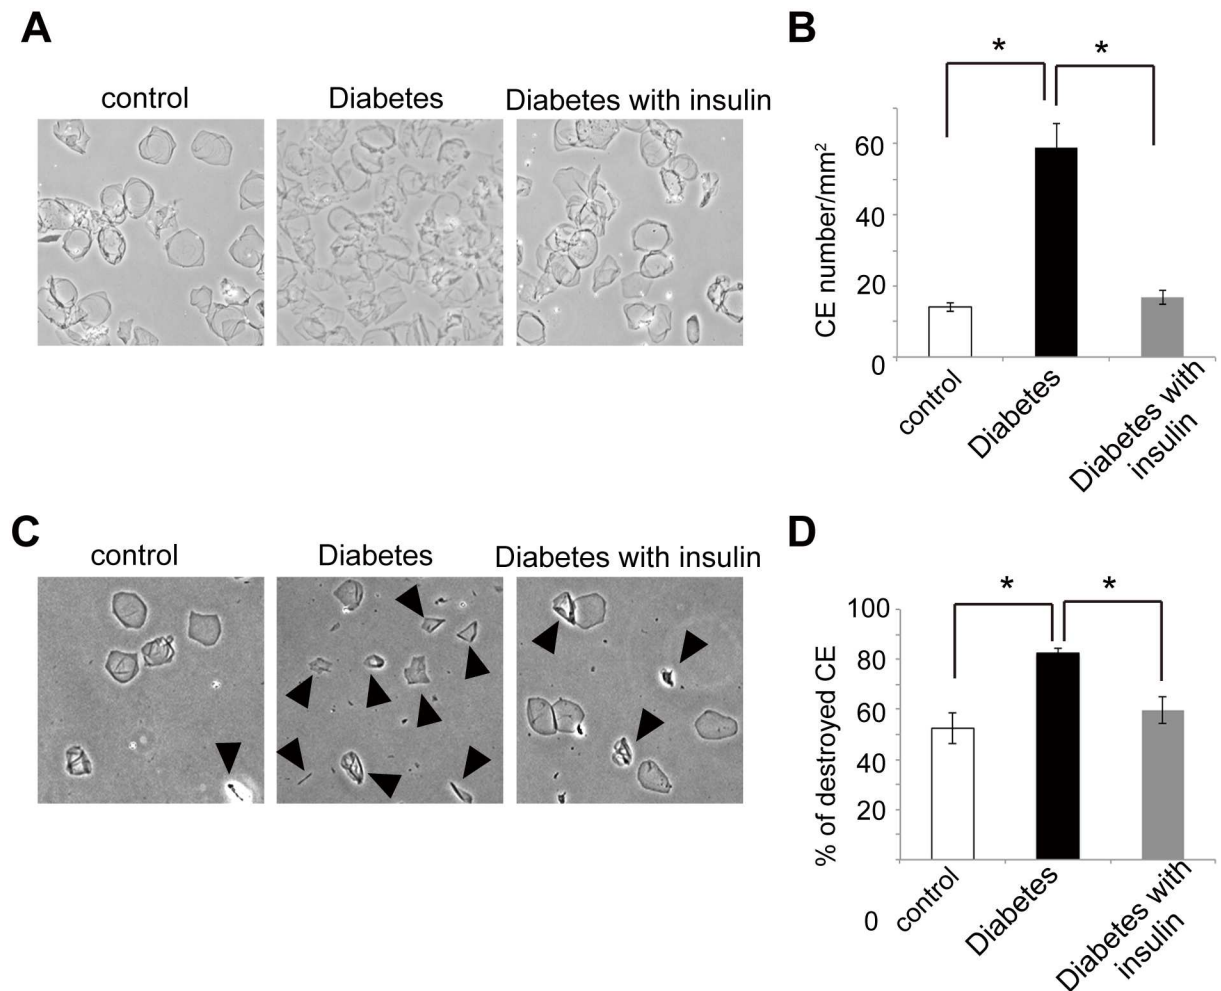 A
control
Diabetes
Diabetes with insulin
B
*
*
CE number/mm²
60
40
20
0
control
Diabetes
Diabetes with
insulin
C
control
Diabetes
Diabetes with insulin
D
*
*
% of destroyed CE
100
80
60
40
20
0
control
Diabetes
Diabetes with
insulin